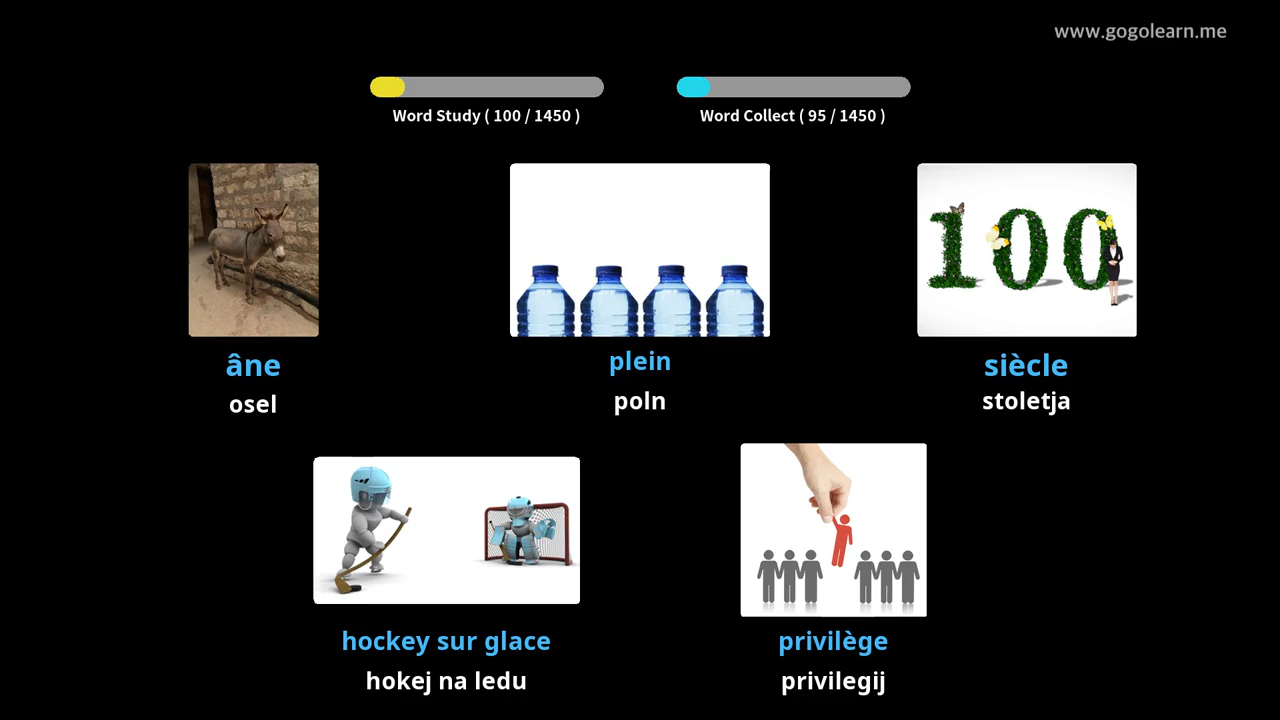 www.gogolearn.me
Word Study ( 100 / 1450 )
Word Collect ( 95 / 1450 )
100
âne
osel
plein
poln
siècle
stoletja
hockey sur glace
hokej na ledu
privilège
privilegij